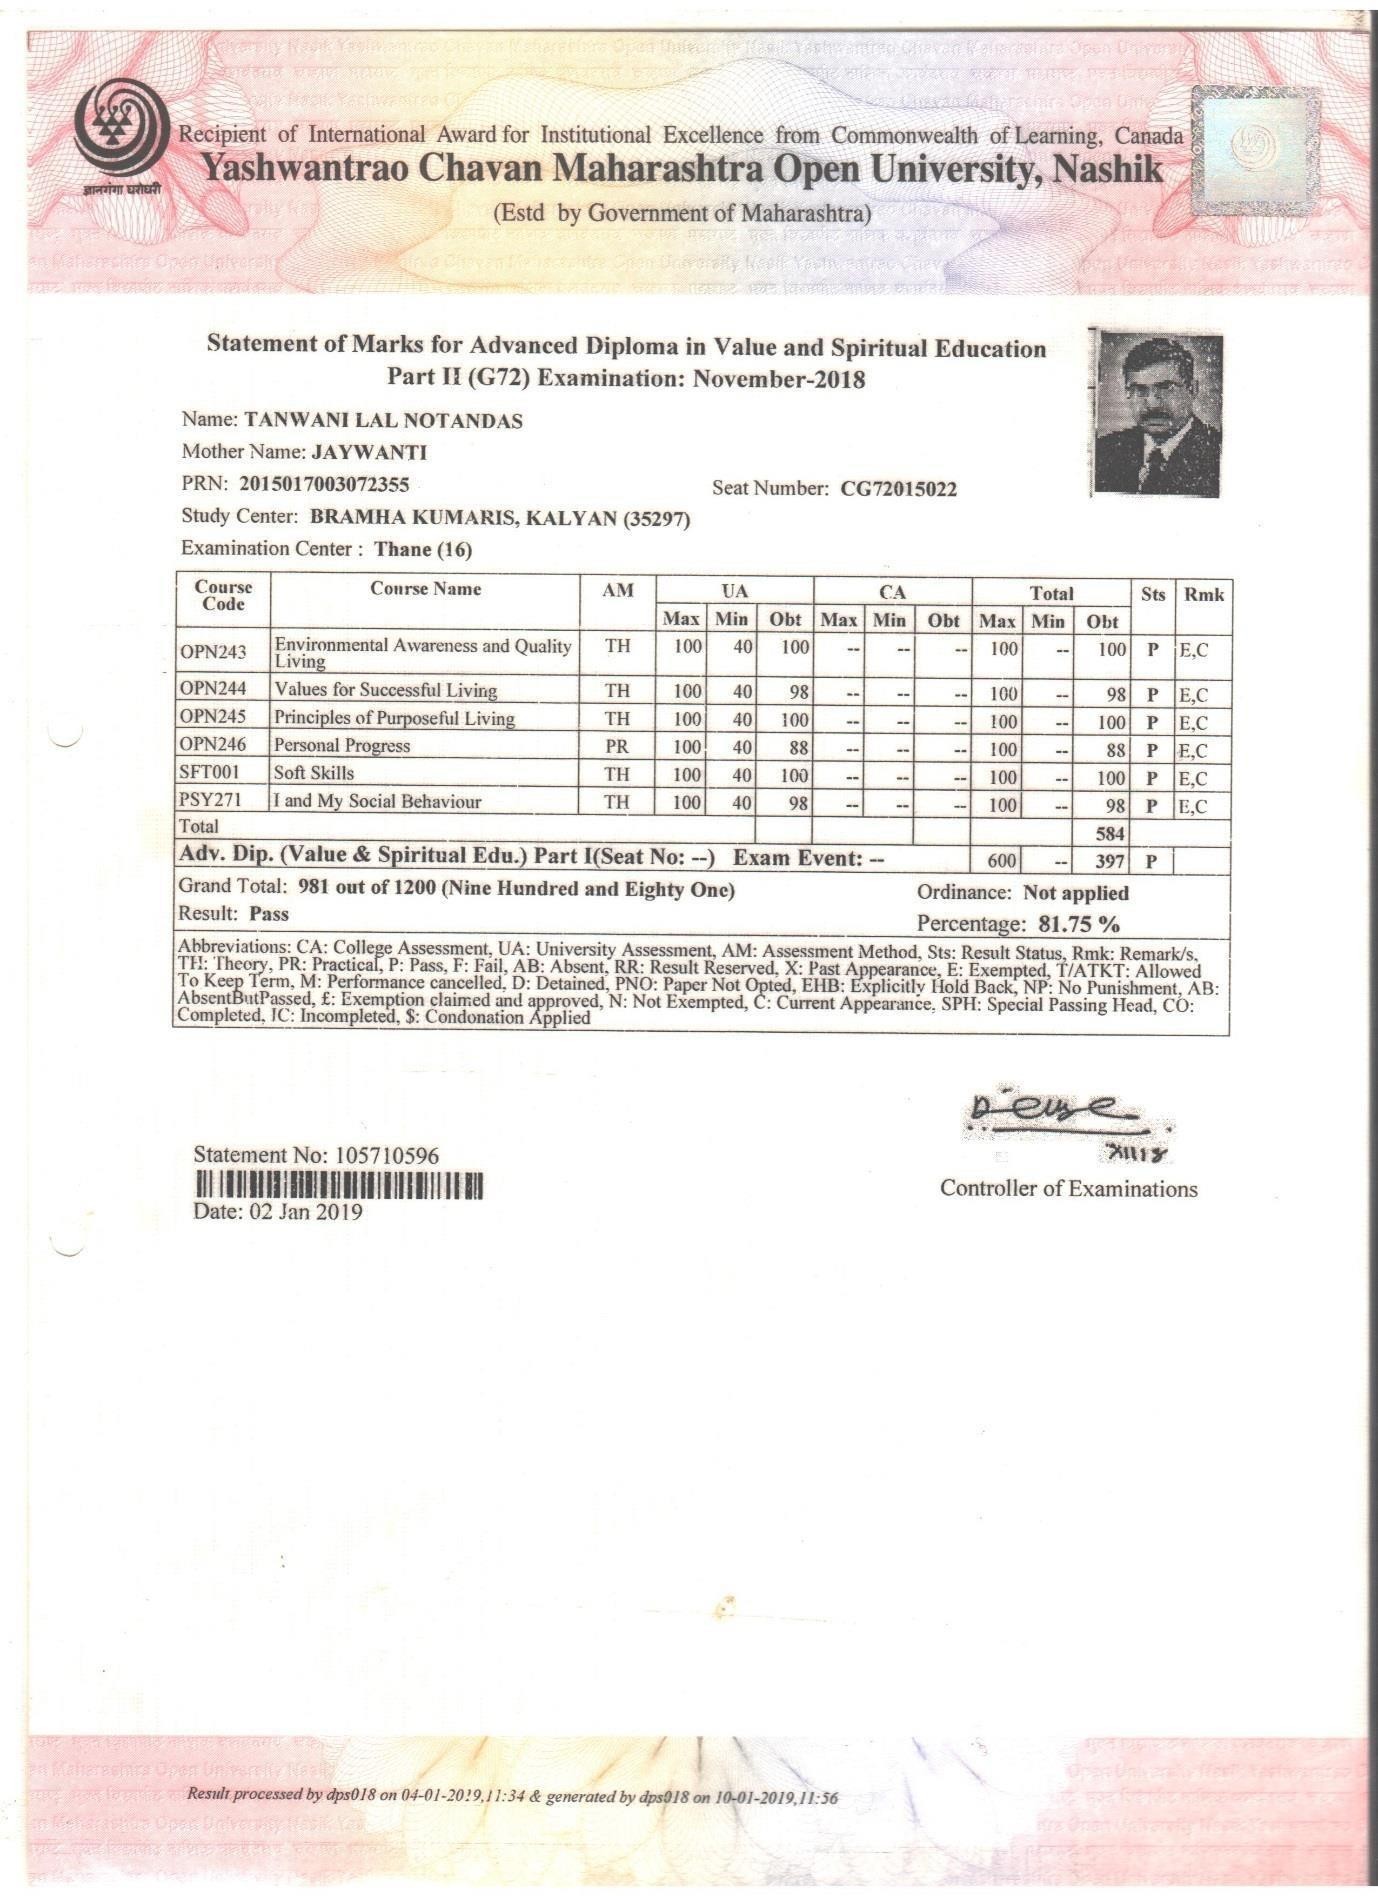 ज्ञानगंगा घरोघरी
Recipient of International Award for Institutional Excellence from Commonwealth of Learning, Canada
Yashwantrao Chavan Maharashtra Open University, Nashik
(Estd by Government of Maharashtra)
Statement of Marks for Advanced Diploma in Value and Spiritual Education
Part II (G72) Examination: November-2018
Name: TANWANI LAL NOTANDAS
Mother Name: JAYWANTI
PRN: 2015017003072355 Seat Number: CG72015022
Study Center: BRAMHA KUMARIS, KALYAN (35297)
Examination Center : Thane (16)
Course Code Course Name AM UA CA Total Sts Rmk
Max Min Obt Max Min Obt Max Min Obt
OPN243 Environmental Awareness and Quality Living TH 100 40 100 -- -- -- 100 -- 100 P E,C
OPN244 Values for Successful Living TH 100 40 98 -- -- -- 100 -- 98 P E,C
OPN245 Principles of Purposeful Living TH 100 40 100 -- -- -- 100 -- 100 P E,C
OPN246 Personal Progress PR 100 40 88 -- -- -- 100 -- 88 P E,C
SFT001 Soft Skills TH 100 40 100 -- -- -- 100 -- 100 P E,C
PSY271 I and My Social Behaviour TH 100 40 98 -- -- -- 100 -- 98 P E,C
Total 584
Adv. Dip. (Value & Spiritual Edu.) Part I(Seat No: --) Exam Event: -- 600 -- 397 P
Grand Total: 981 out of 1200 (Nine Hundred and Eighty One) Ordinance: Not applied
Result: Pass Percentage: 81.75 %
Abbreviations: CA: College Assessment, UA: University Assessment, AM: Assessment Method, Sts: Result Status, Rmk: Remark/s,
TH: Theory, PR: Practical, P: Pass, F: Fail, AB: Absent, RR: Result Reserved, X: Past Appearance, E: Exempted, T/ATKT: Allowed
To Keep Term, M: Performance cancelled, D: Detained, PNO: Paper Not Opted, EHB: Explicitly Hold Back, NP: No Punishment, AB:
AbsentButPassed, £: Exemption claimed and approved, N: Not Exempted, C: Current Appearance, SPH: Special Passing Head, CO:
Completed, IC: Incomplete, $: Condonation Applied
Statement No: 105710596
Date: 02 Jan 2019
Controller of Examinations
Result processed by dps018 on 04-01-2019,11:34 & generated by dps018 on 10-01-2019,11:56